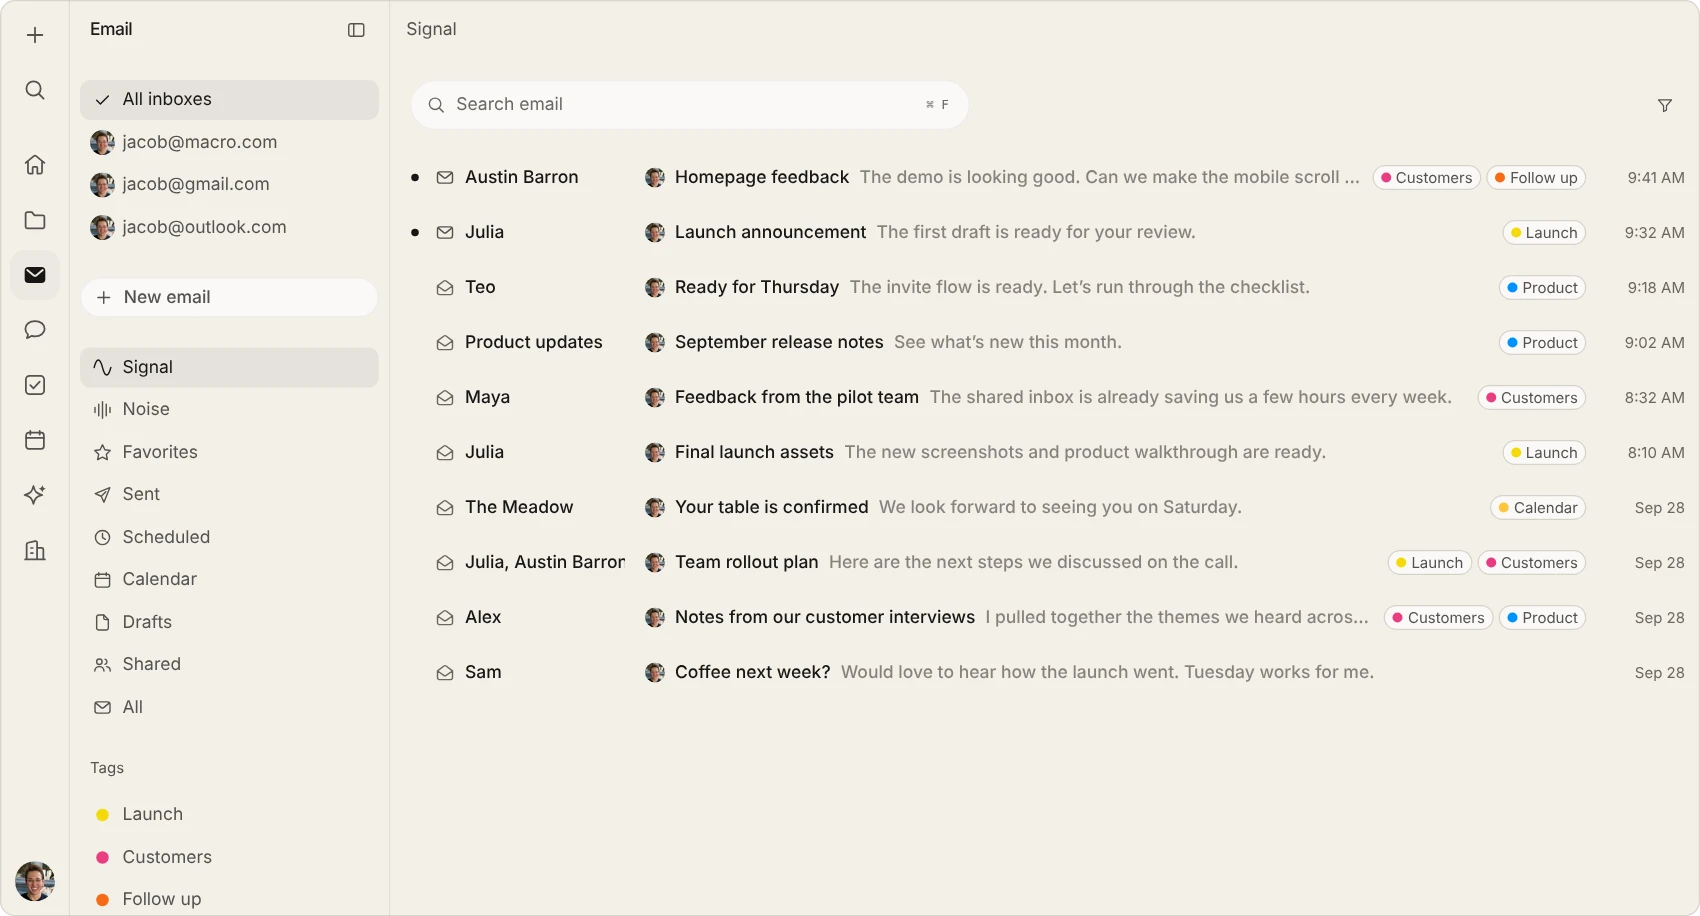 Email
All inboxes
jacob@macro.com
jacob@gmail.com
jacob@outlook.com
New email
Signal
Noise
Favorites
Sent
Scheduled
Calendar
Drafts
Shared
All
Tags
Launch
Customers
Follow up
Signal
Search email ⌘ F
Austin Barron Homepage feedback The demo is looking good. Can we make the mobile scroll ... Customers Follow up 9:41 AM
Julia Launch announcement The first draft is ready for your review. Launch 9:32 AM
Teo Ready for Thursday The invite flow is ready. Let’s run through the checklist. Product 9:18 AM
Product updates September release notes See what’s new this month. Product 9:02 AM
Maya Feedback from the pilot team The shared inbox is already saving us a few hours every week. Customers 8:32 AM
Julia Final launch assets The new screenshots and product walkthrough are ready. Launch 8:10 AM
The Meadow Your table is confirmed We look forward to seeing you on Saturday. Calendar Sep 28
Julia, Austin Barron Team rollout plan Here are the next steps we discussed on the call. Launch Customers Sep 28
Alex Notes from our customer interviews I pulled together the themes we heard acros... Customers Product Sep 28
Sam Coffee next week? Would love to hear how the launch went. Tuesday works for me. Sep 28